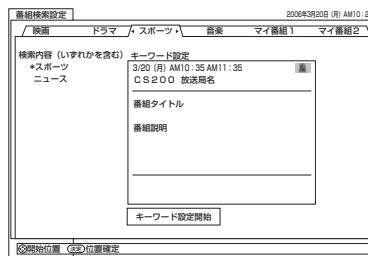 番組検索設定 2006年3月20日 (月) AM10:2
映画 ドラマ スポーツ 音楽 マイ番組1 マイ番組2
検索内容（いずれかを含む） キーワード設定
*スポーツ
ニュース
3/20 (月) AM10:35 AM11:35
CS200 放送局名
番組タイトル
番組説明
キーワード設定開始
開始位置 決定 位置確定